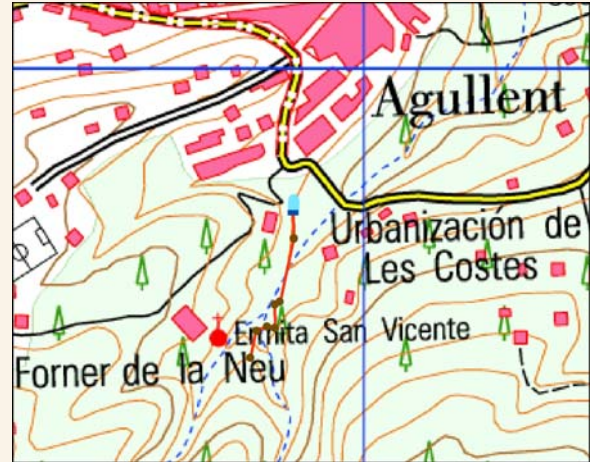 Agullent
Urbanización de
Les Costes
Ermita San Vicente
Forner de la Neu